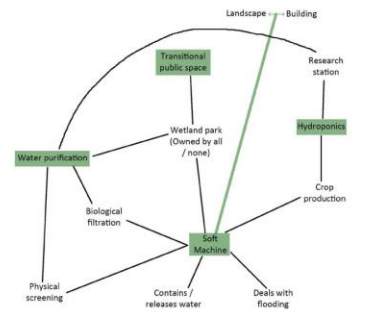 Landscape ↔ Building
Transitional
public space
Research
station
Wetland park
(Owned by all
/ none)
Hydroponics
Water purification
Crop
production
Biological
filtration
Soft
Machine
Physical
screening
Contains /
releases water
Deals with
flooding